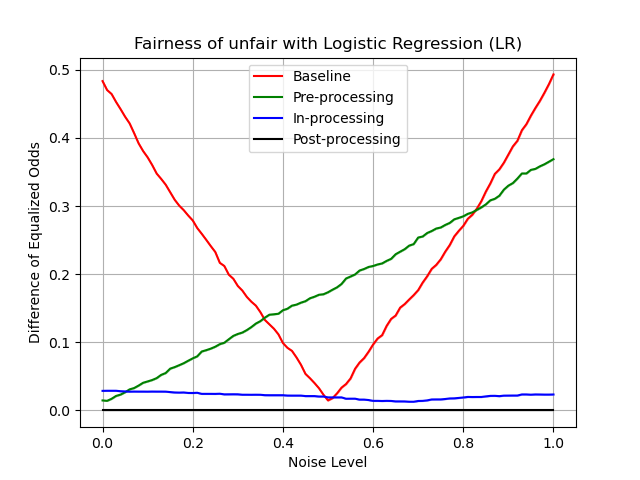 Fairness of unfair with Logistic Regression (LR)
Baseline
Pre-processing
In-processing
Post-processing
Difference of Equalized Odds
0.5
0.4
0.3
0.2
0.1
0.0
0.0 0.2 0.4 0.6 0.8 1.0
Noise Level